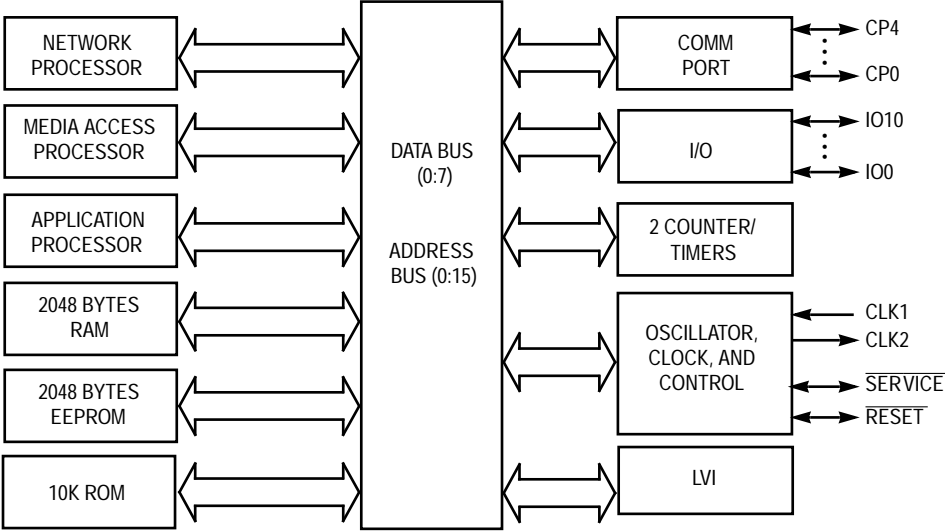 NETWORK
PROCESSOR
MEDIA ACCESS
PROCESSOR
APPLICATION
PROCESSOR
2048 BYTES
RAM
2048 BYTES
EEPROM
10K ROM
DATA BUS
(0:7)
ADDRESS
BUS (0:15)
COMM
PORT
CP4
CP0
I/O
IO10
IO0
2 COUNTER/
TIMERS
OSCILLATOR,
CLOCK, AND
CONTROL
CLK1
CLK2
SERVICE
RESET
LVI